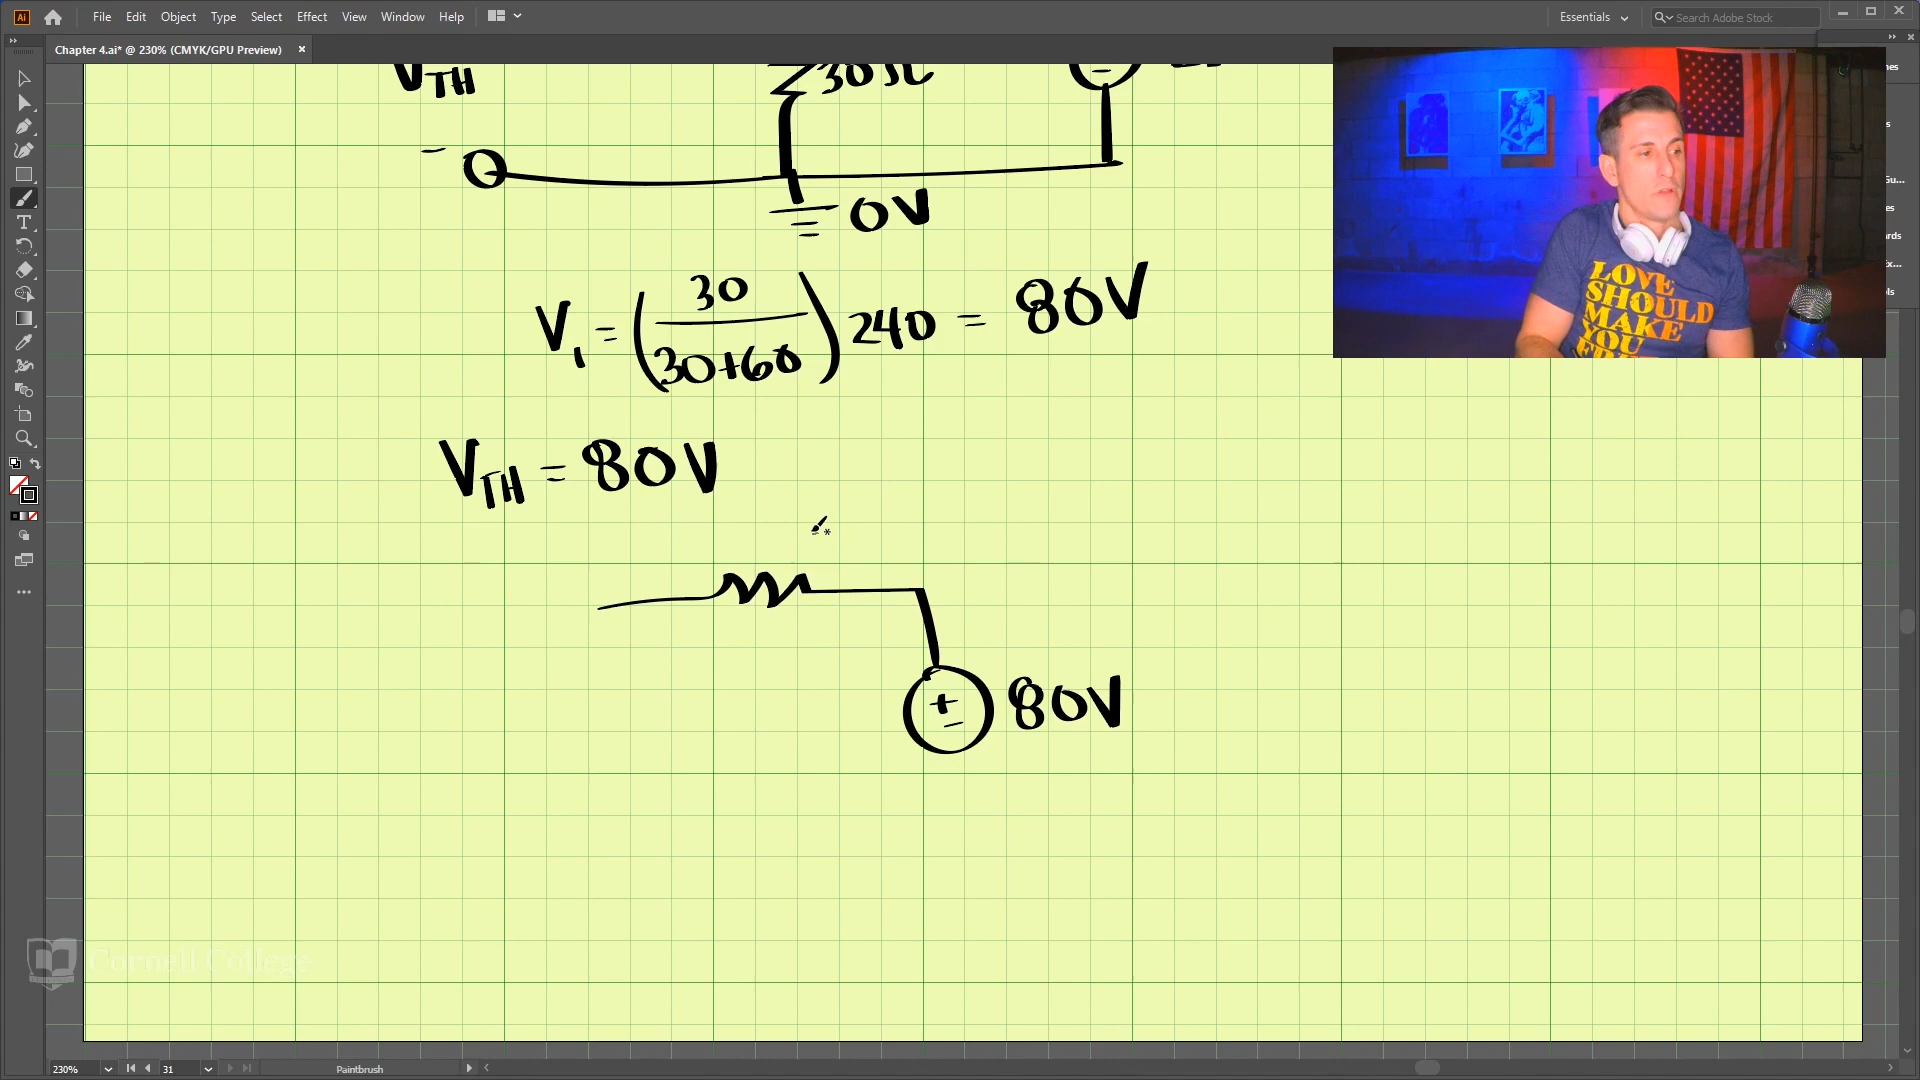 File Edit Object Type Select Effect View Window Help
Essentials
Search Adobe Stock
Chapter 4.ai* @ 230% (CMYK/GPU Preview)
V_TH
30Ω
-
0V
V₁ = (30/(30+60)) 240 = 80V
V_TH = 80V
+
-
80V
LOVE
SHOULD
MAKE
YOU
Cornell College
230%
31
Paintbrush